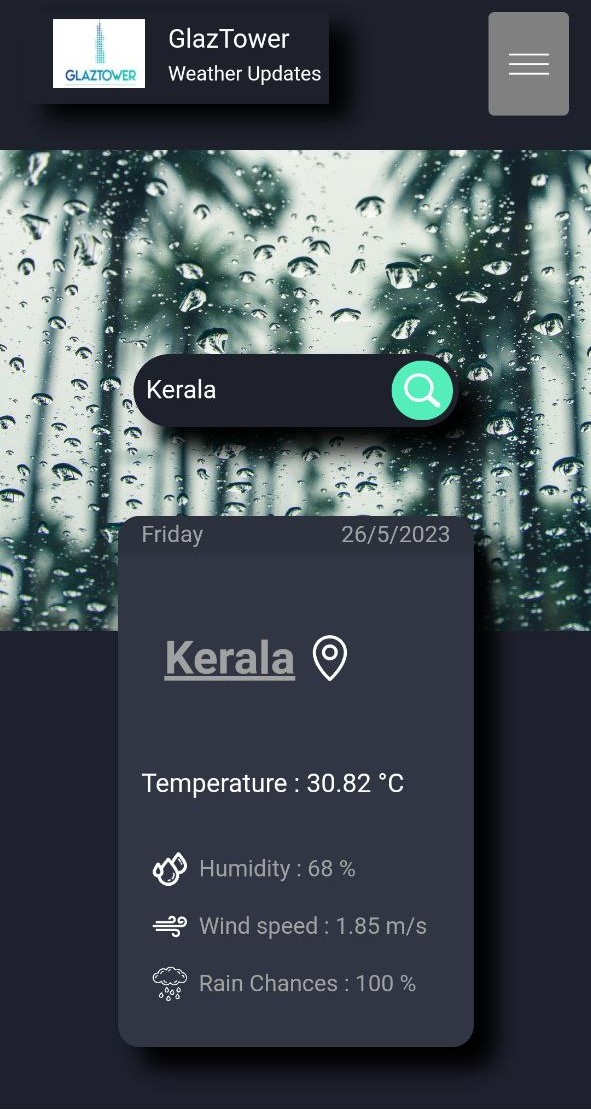 GLAZTOWER
GlazTower
Weather Updates
Kerala
Friday 26/5/2023
Kerala
Temperature : 30.82 °C
Humidity : 68 %
Wind speed : 1.85 m/s
Rain Chances : 100 %